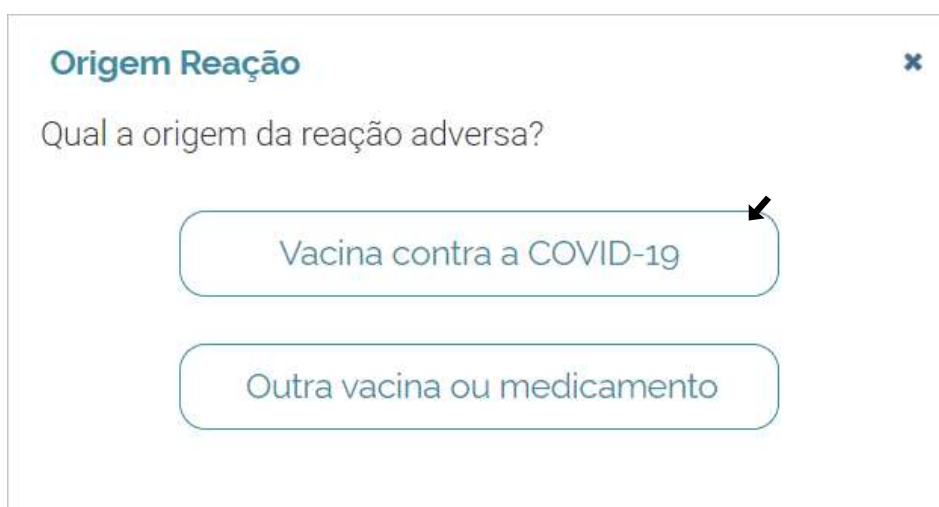 Origem Reação
Qual a origem da reação adversa?
Vacina contra a COVID-19
Outra vacina ou medicamento